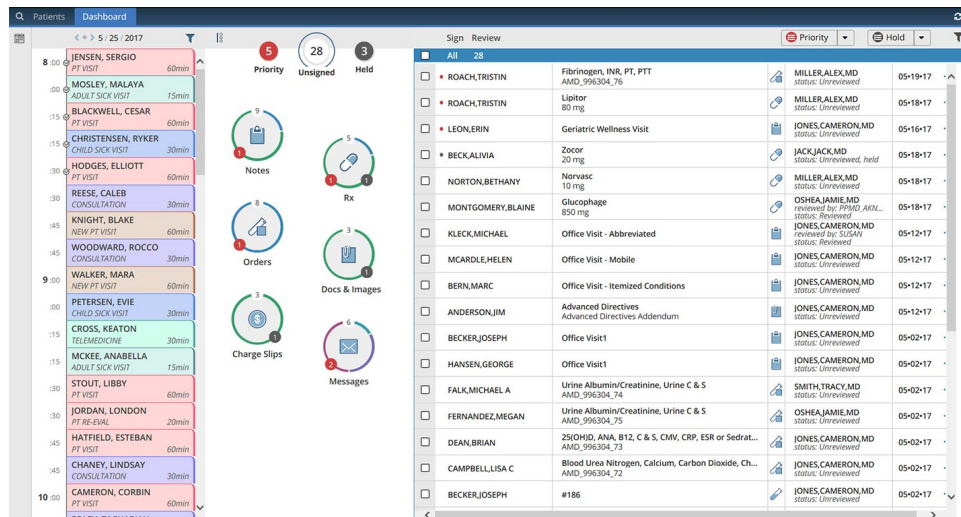 Patients Dashboard
5 / 25 / 2017
Sign Review
Priority
Hold
8 :00 JENSEN, SERGIO
PT VISIT 60min
:00 MOSLEY, MALAYA
ADULT SICK VISIT 15min
:15 BLACKWELL, CESAR
PT VISIT 60min
:15 CHRISTENSEN, RYKER
CHILD SICK VISIT 30min
:30 HODGES, ELLIOTT
PT VISIT 60min
:30 REESE, CALEB
CONSULTATION 30min
:45 KNIGHT, BLAKE
NEW PT VISIT 60min
:45 WOODWARD, ROCCO
CONSULTATION 30min
9 :00 WALKER, MARA
NEW PT VISIT 60min
:00 PETERSEN, EVIE
CHILD SICK VISIT 30min
:15 CROSS, KEATON
TELEMEDICINE 30min
:15 MCKEE, ANABELLA
ADULT SICK VISIT 15min
:30 STOUT, LIBBY
PT VISIT 60min
:30 JORDAN, LONDON
PT RE-EVAL 20min
:45 HATFIELD, ESTEBAN
PT VISIT 60min
:45 CHANEY, LINDSAY
CONSULTATION 30min
10 :00 CAMERON, CORBIN
PT VISIT 60min
5 28 3
Priority Unsigned Held
9
1
Notes
5
1 1
Rx
8
1
Orders
3
1
Docs & Images
3
1
Charge Slips
6
2
Messages
All 28
ROACH,TRISTIN Fibrinogen, INR, PT, PTT MILLER,ALEX,MD 05•19•17
AMD_996304_76 status: Unreviewed
ROACH,TRISTIN Lipitor MILLER,ALEX,MD 05•18•17
80 mg status: Unreviewed
LEON,ERIN Geriatric Wellness Visit JONES,CAMERON,MD 05•16•17
status: Unreviewed
BECK,ALIVIA Zocor JACK,JACK,MD 05•18•17
20 mg status: Unreviewed, held
NORTON,BETHANY Norvasc MILLER,ALEX,MD 05•18•17
10 mg status: Unreviewed
MONTGOMERY,BLAINE Glucophage OSHEA,JAMIE,MD 05•18•17
850 mg reviewed by: PPMD_AKN...
status: Reviewed
KLECK,MICHAEL Office Visit - Abbreviated JONES,CAMERON,MD 05•12•17
reviewed by: SUSAN
status: Reviewed
MCARDLE,HELEN Office Visit - Mobile JONES,CAMERON,MD 05•12•17
status: Unreviewed
BERN,MARC Office Visit - Itemized Conditions JONES,CAMERON,MD 05•12•17
status: Unreviewed
ANDERSON,JIM Advanced Directives JONES,CAMERON,MD 05•12•17
Advanced Directives Addendum status: Unreviewed
BECKER,JOSEPH Office Visit1 JONES,CAMERON,MD 05•02•17
status: Unreviewed
HANSEN,GEORGE Office Visit1 JONES,CAMERON,MD 05•02•17
status: Unreviewed
FALK,MICHAEL A Urine Albumin/Creatinine, Urine C & S SMITH,TRACY,MD 05•02•17
AMD_996304_74 status: Unreviewed
FERNANDEZ,MEGAN Urine Albumin/Creatinine, Urine C & S OSHEA,JAMIE,MD 05•02•17
AMD_996304_75 status: Unreviewed
DEAN,BRIAN 25(OH)D, ANA, B12, C & S, CMV, CRP, ESR or Sedrat... JONES,CAMERON,MD 05•02•17
AMD_996304_73 status: Unreviewed
CAMPBELL,LISA C Blood Urea Nitrogen, Calcium, Carbon Dioxide, Ch... JONES,CAMERON,MD 05•02•17
AMD_996304_72 status: Unreviewed
BECKER,JOSEPH #186 JONES,CAMERON,MD 05•02•17
status: Unreviewed